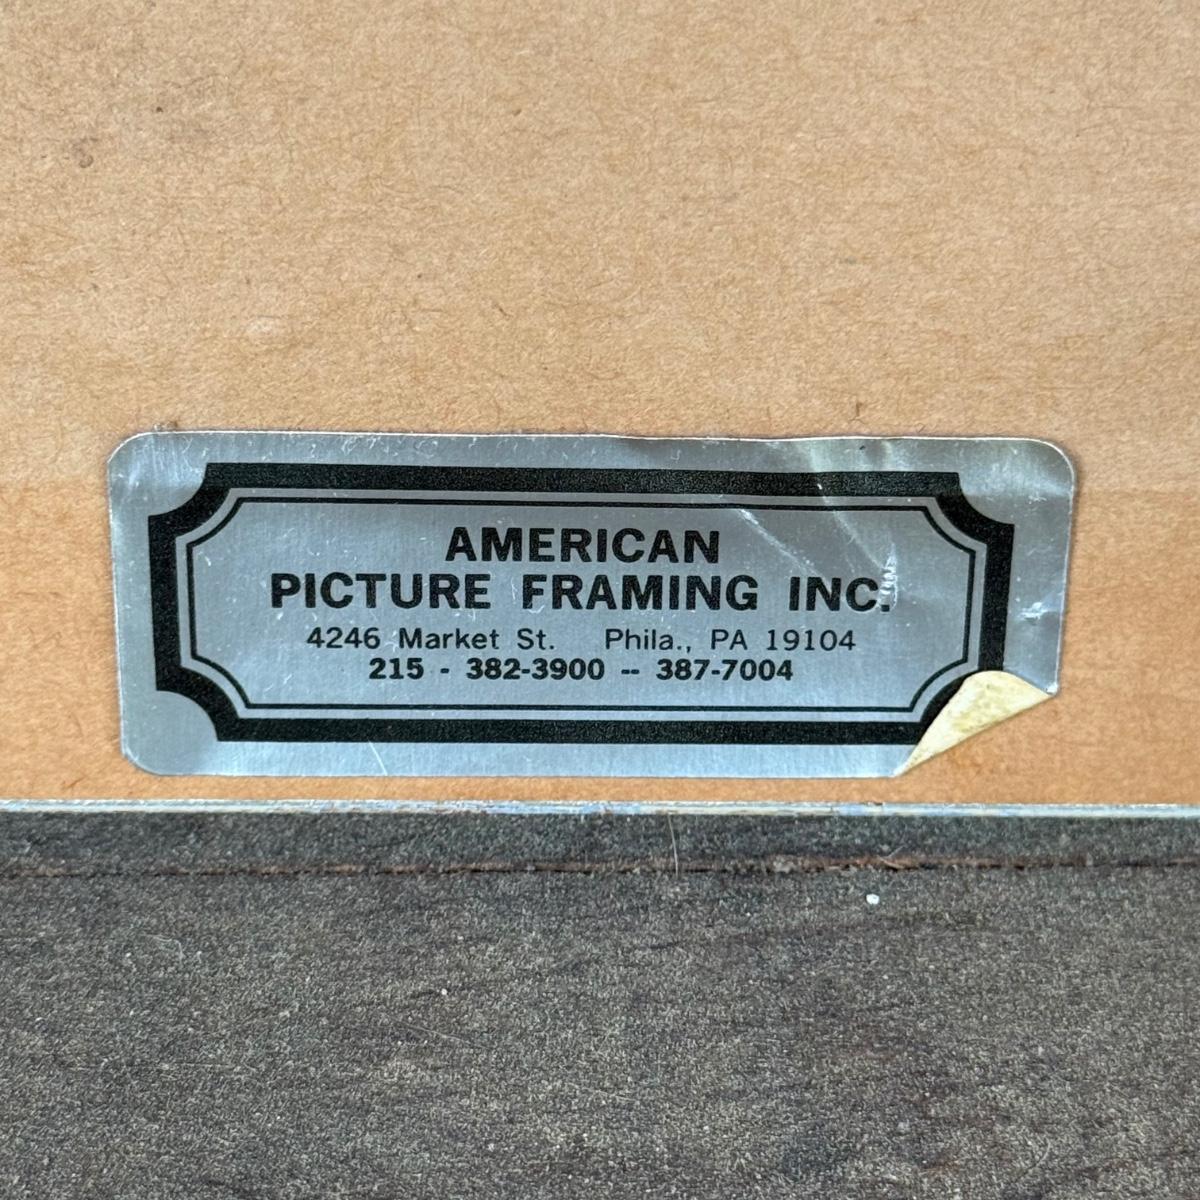 AMERICAN
PICTURE FRAMING INC.
4246 Market St. Phila., PA 19104
215 - 382-3900 -- 387-7004